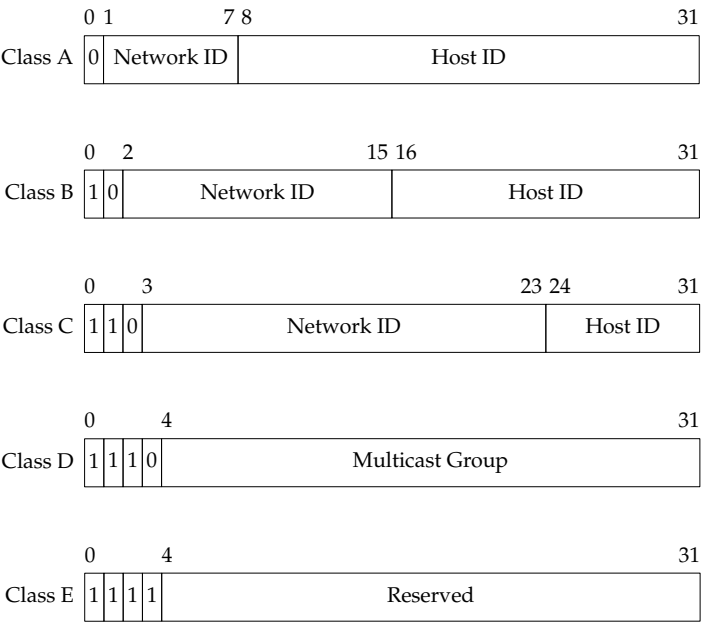 0 1 7 8 31
Class A 0 Network ID Host ID
0 2 15 16 31
Class B 1 0 Network ID Host ID
0 3 23 24 31
Class C 1 1 0 Network ID Host ID
0 4 31
Class D 1 1 1 0 Multicast Group
0 4 31
Class E 1 1 1 1 Reserved